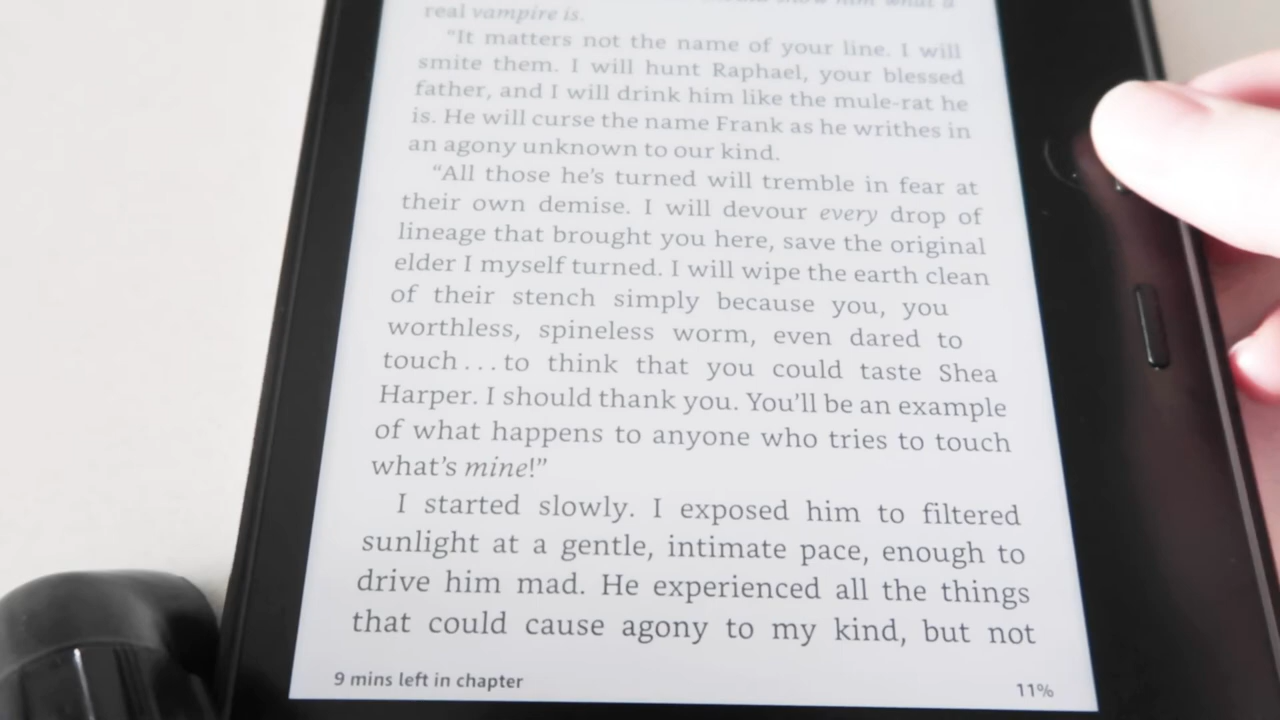 real vampire is.
“It matters not the name of your line. I will
smite them. I will hunt Raphael, your blessed
father, and I will drink him like the mule-rat he
is. He will curse the name Frank as he writhes in
an agony unknown to our kind.
“All those he’s turned will tremble in fear at
their own demise. I will devour every drop of
lineage that brought you here, save the original
elder I myself turned. I will wipe the earth clean
of their stench simply because you, you
worthless, spineless worm, even dared to
touch...to think that you could taste Shea
Harper. I should thank you. You’ll be an example
of what happens to anyone who tries to touch
what’s mine!”
I started slowly. I exposed him to filtered
sunlight at a gentle, intimate pace, enough to
drive him mad. He experienced all the things
that could cause agony to my kind, but not
9 mins left in chapter
11%